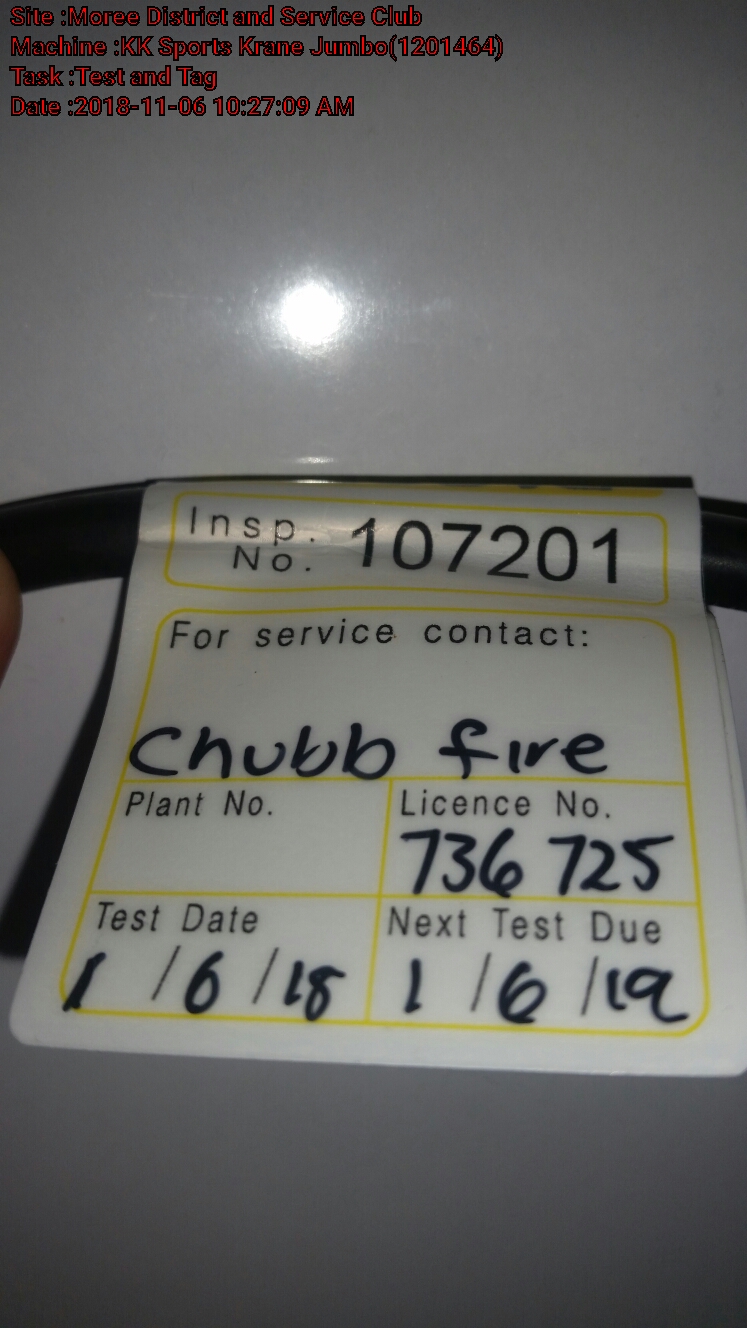 Site :Moree District and Service Club
Machine :KK Sports Krane Jumbo(1201464)
Task :Test and Tag
Date :2018-11-06 10:27:09 AM
Insp. No. 107201
For service contact:
Chubb fire
Plant No.
Licence No.
736 725
Test Date
1 / 6 / 18
Next Test Due
1 / 6 / 19